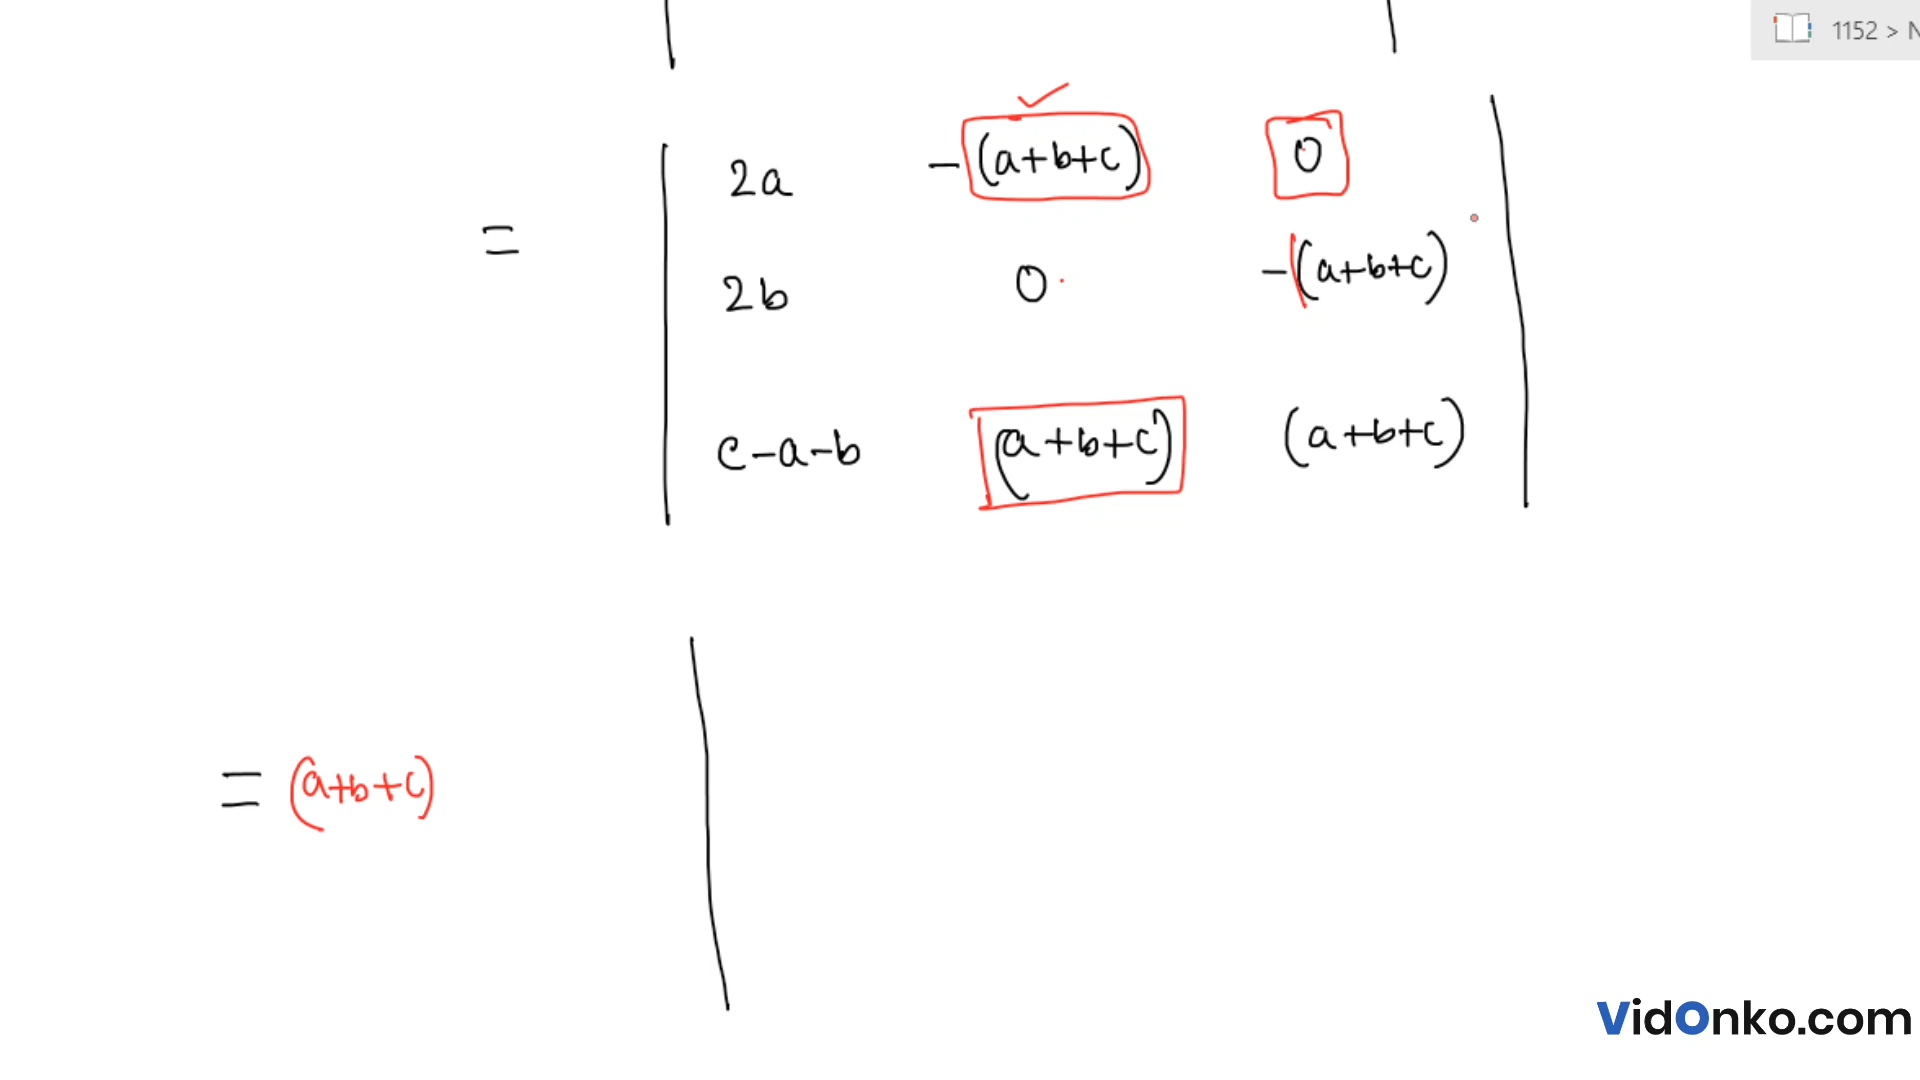 1152 > N
2a -(a+b+c) 0
= 2b 0 -(a+b+c)
c-a-b (a+b+c) (a+b+c)
= (a+b+c)
VidOnko.com